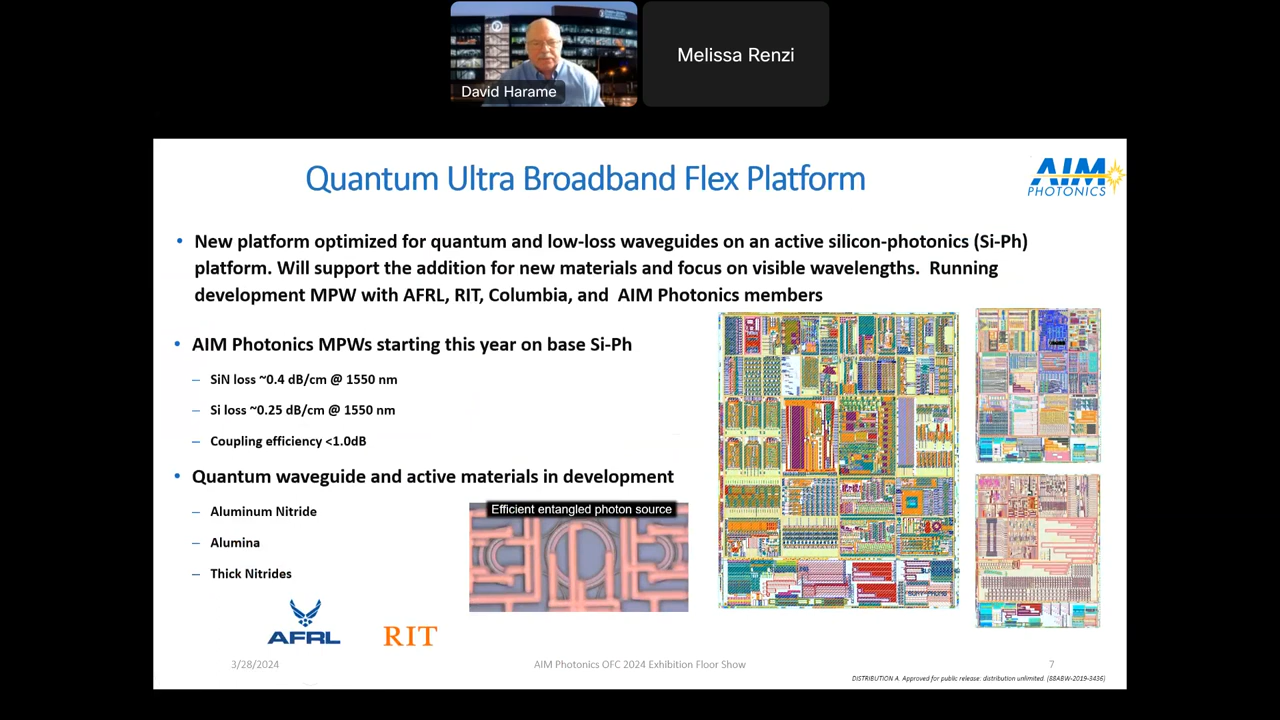 David Harame
Melissa Renzi
Quantum Ultra Broadband Flex Platform
AIM
PHOTONICS
• New platform optimized for quantum and low-loss waveguides on an active silicon-photonics (Si-Ph)
platform. Will support the addition for new materials and focus on visible wavelengths. Running
development MPW with AFRL, RIT, Columbia, and AIM Photonics members
• AIM Photonics MPWs starting this year on base Si-Ph
– SiN loss ~0.4 dB/cm @ 1550 nm
– Si loss ~0.25 dB/cm @ 1550 nm
– Coupling efficiency <1.0dB
• Quantum waveguide and active materials in development
– Aluminum Nitride
– Alumina
– Thick Nitrides
Efficient entangled photon source
AFRL
RIT
3/28/2024
AIM Photonics OFC 2024 Exhibition Floor Show
7
DISTRIBUTION A. Approved for public release: distribution unlimited. (88ABW-2019-3436)